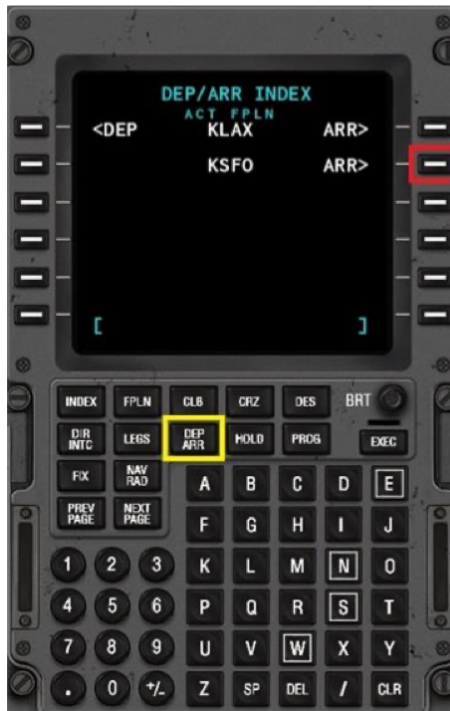 DEP/ARR INDEX
ACT FPLN
<DEP KLAX ARR>
KSFO ARR>
[ ]
INDEX FPLN CLB CRZ DES BRT
DIR INTC LEGS DEP ARR HOLD PROG EXEC
FIX NAV RAD
PREV PAGE NEXT PAGE
A B C D E
F G H I J
1 2 3 K L M N O
4 5 6 P Q R S T
7 8 9 U V W X Y
. 0 +/- Z SP DEL / CLR